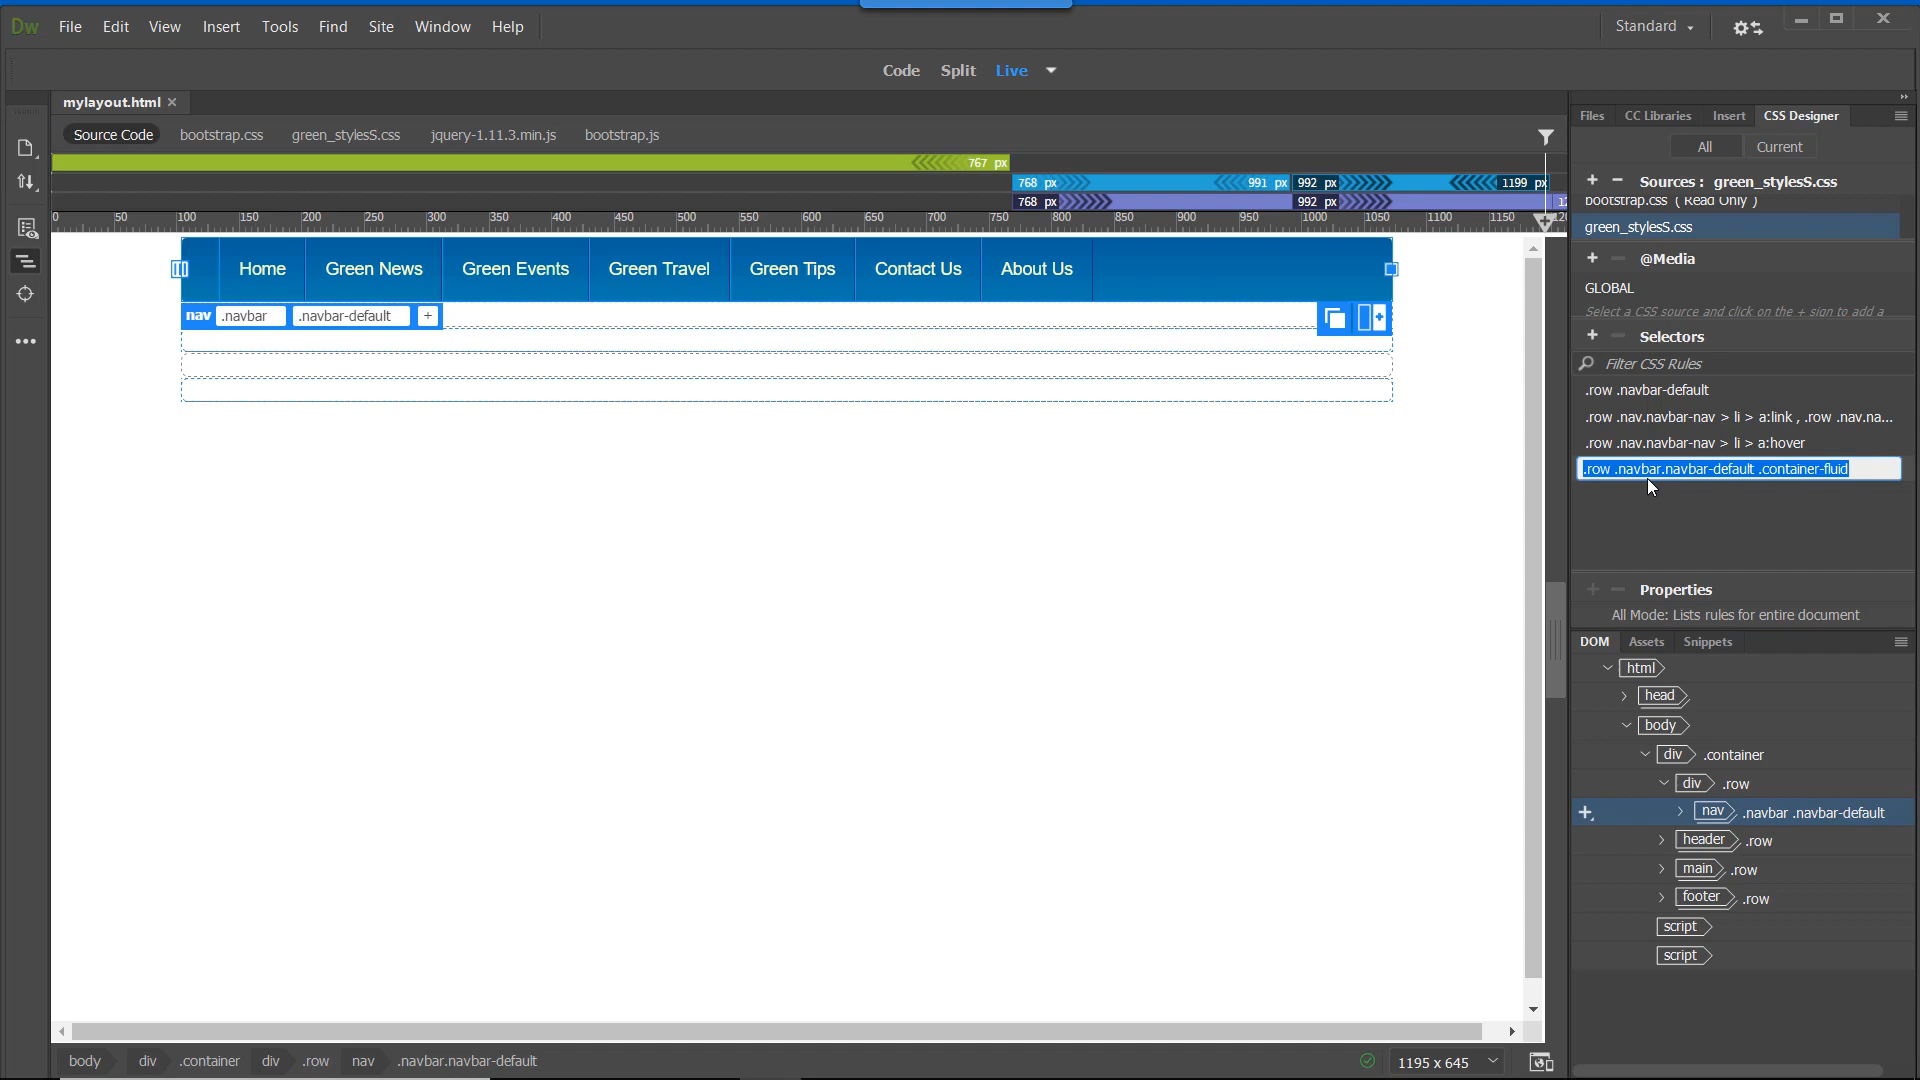 Dw File Edit View Insert Tools Find Site Window Help Standard
Code Split Live
mylayout.html
Source Code bootstrap.css green_stylesS.css jquery-1.11.3.min.js bootstrap.js
767 px
768 px 991 px 992 px 1199 px
768 px 992 px
0 50 100 150 200 250 300 350 400 450 500 550 600 650 700 750 800 850 900 950 1000 1050 1100 1150
Home Green News Green Events Green Travel Green Tips Contact Us About Us
nav .navbar .navbar-default +
body div .container div .row nav .navbar.navbar-default
1195 x 645
Files CC Libraries Insert CSS Designer
All Current
Sources : green_stylesS.css
bootstrap.css ( Read Only )
green_stylesS.css
@Media
GLOBAL
Select a CSS source and click on the + sign to add a
Selectors
Filter CSS Rules
.row .navbar-default
.row .nav.navbar-nav > li > a:link , .row .nav.na...
.row .nav.navbar-nav > li > a:hover
.row .navbar.navbar-default .container-fluid
Properties
All Mode: Lists rules for entire document
DOM Assets Snippets
html
head
body
div .container
div .row
nav .navbar .navbar-default
header .row
main .row
footer .row
script
script